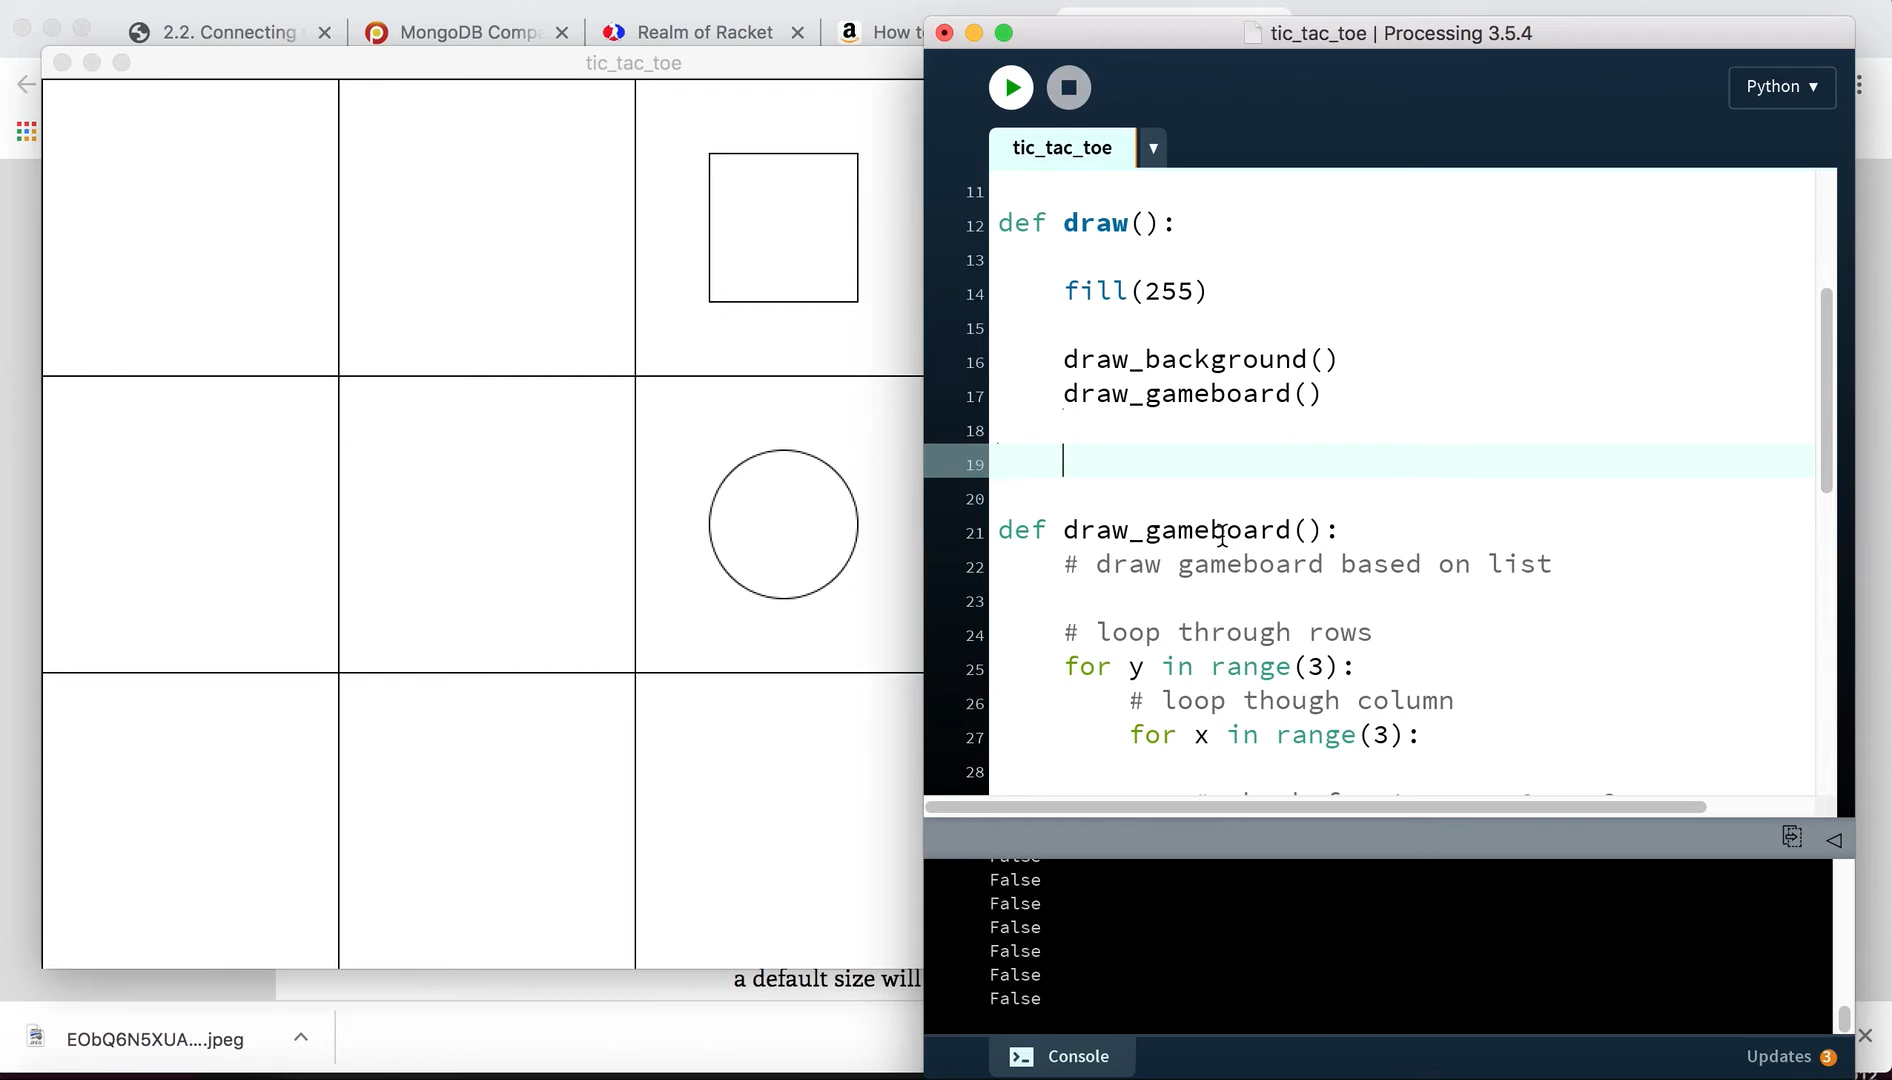 2.2. Connecting
MongoDB Comp
Realm of Racket
How t
tic_tac_toe | Processing 3.5.4
tic_tac_toe
Python ▼
tic_tac_toe
▼
11
12 def draw():
13
14 fill(255)
15
16 draw_background()
17 draw_gameboard()
18
19
20
21 def draw_gameboard():
22 # draw gameboard based on list
23
24 # loop through rows
25 for y in range(3):
26 # loop though column
27 for x in range(3):
28
False
False
False
False
False
False
False
a default size will
EObQ6N5XUA....jpeg
Console
Updates 3